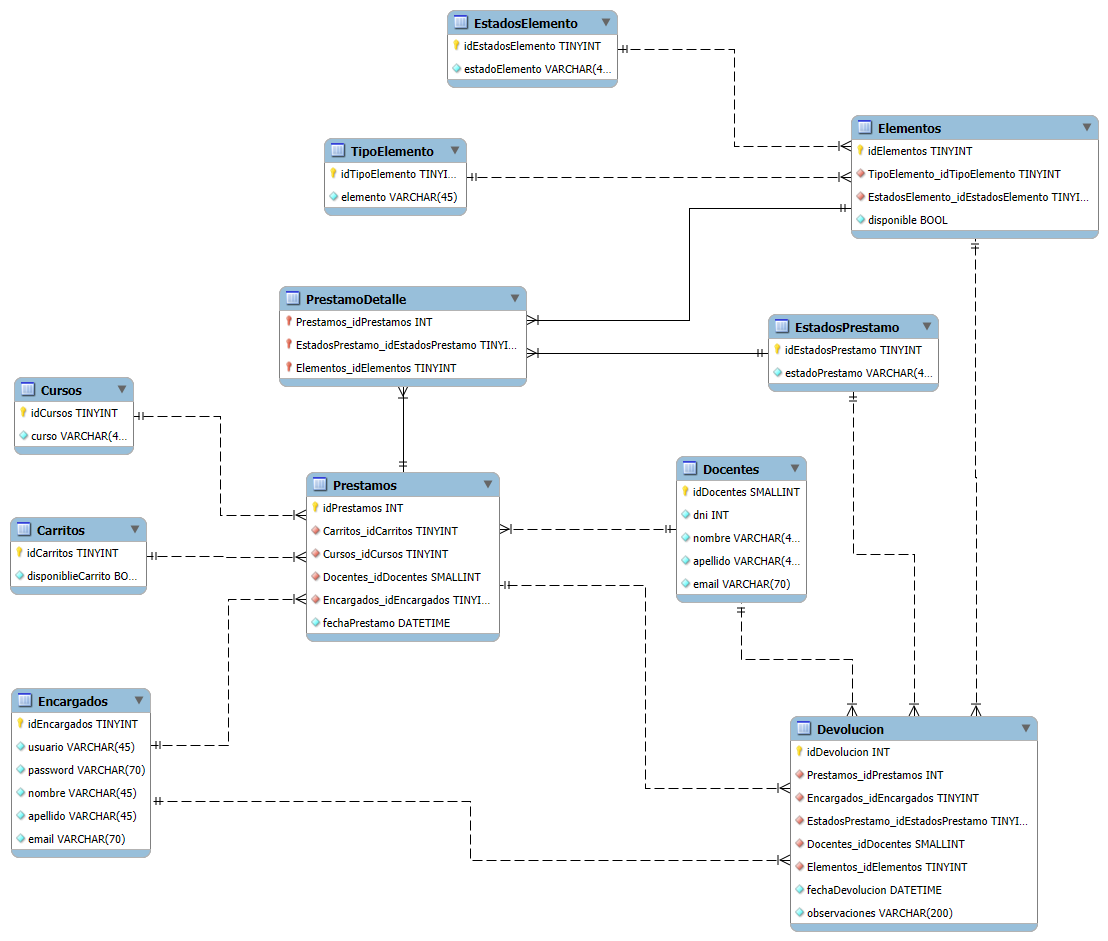 EstadosElemento
idEstadosElemento TINYINT
estadoElemento VARCHAR(4...
Elementos
idElementos TINYINT
TipoElemento_idTipoElemento TINYINT
EstadosElemento_idEstadosElemento TINYI...
disponible BOOL
TipoElemento
idTipoElemento TINYI...
elemento VARCHAR(45)
PrestamoDetalle
Prestamos_idPrestamos INT
EstadosPrestamo_idEstadosPrestamo TINYI...
Elementos_idElementos TINYINT
EstadosPrestamo
idEstadosPrestamo TINYINT
estadoPrestamo VARCHAR(4...
Cursos
idCursos TINYINT
curso VARCHAR(4...
Prestamos
idPrestamos INT
Carritos_idCarritos TINYINT
Cursos_idCursos TINYINT
Docentes_idDocentes SMALLINT
Encargados_idEncargados TINYI...
fechaPrestamo DATETIME
Docentes
idDocentes SMALLINT
dni INT
nombre VARCHAR(4...
apellido VARCHAR(4...
email VARCHAR(70)
Carritos
idCarritos TINYINT
disponiblieCarrito BO...
Encargados
idEncargados TINYINT
usuario VARCHAR(45)
password VARCHAR(70)
nombre VARCHAR(45)
apellido VARCHAR(45)
email VARCHAR(70)
Devolucion
idDevolucion INT
Prestamos_idPrestamos INT
Encargados_idEncargados TINYINT
EstadosPrestamo_idEstadosPrestamo TINYI...
Docentes_idDocentes SMALLINT
Elementos_idElementos TINYINT
fechaDevolucion DATETIME
observaciones VARCHAR(200)